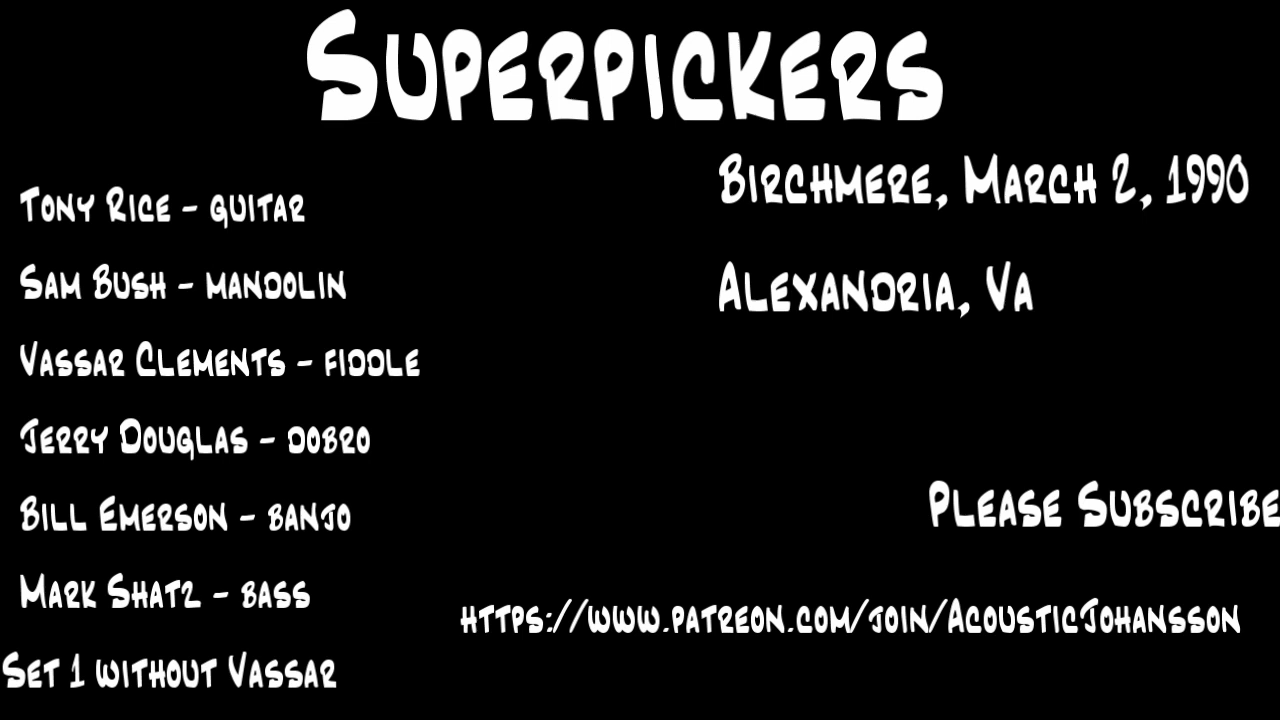 Superpickers
Birchmere, March 2, 1990
Tony Rice - guitar
Alexandria, Va
Sam Bush - mandolin
Vassar Clements - fiddle
Jerry Douglas - dobro
Bill Emerson - banjo
Please Subscribe
Mark Shatz - bass
https://www.patreon.com/join/AcousticJohansson
Set 1 without Vassar